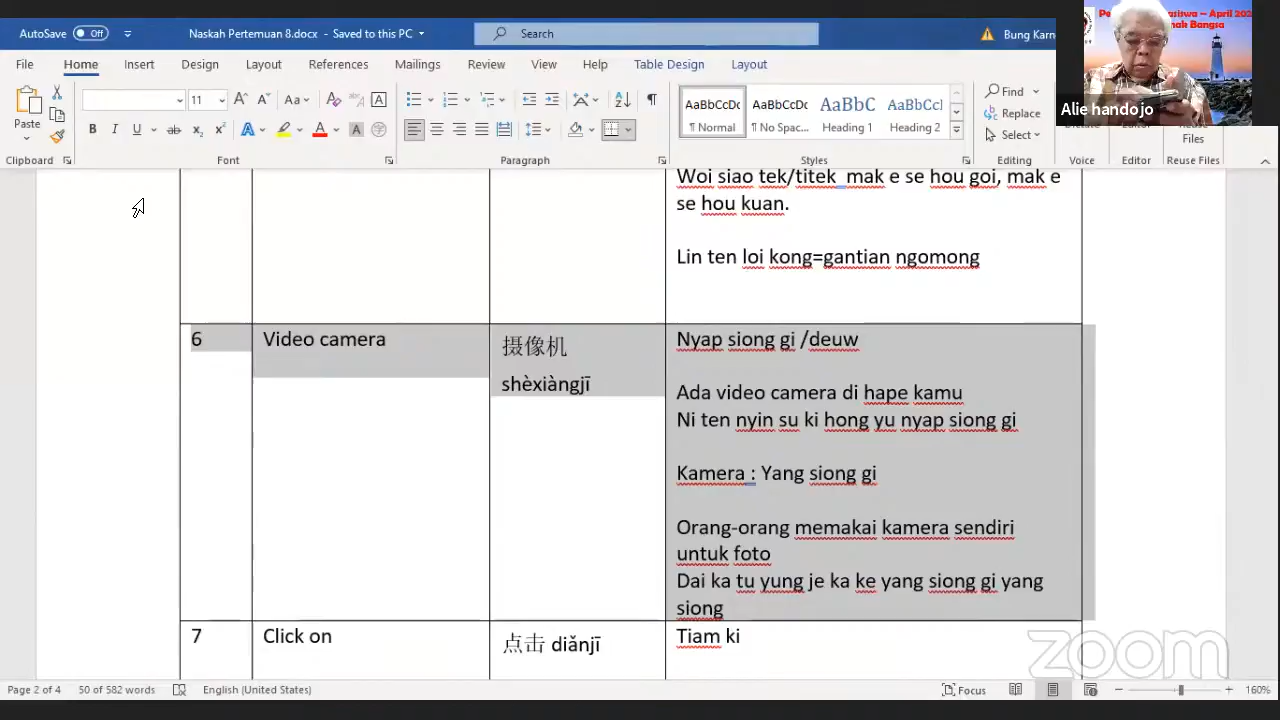 AutoSave Off
Naskah Pertemuan 8.docx - Saved to this PC
Search
Bung Karn
File Home Insert Design Layout References Mailings Review View Help Table Design Layout
Alie handojo
Paste
11
Aa
B I U ab x₂ x²
AaBbCcDc AaBbCcDc AaBbC AaBbCcI
¶ Normal ¶ No Spac... Heading 1 Heading 2
Find
Replace
Select
Reuse
Files
Clipboard Font Paragraph Styles Editing Voice Editor Reuse Files
Woi siao tek/titek mak e se hou goi, mak e
se hou kuan.
Lin ten loi kong=gantian ngomong
6 Video camera 摄像机 Nyap siong gi /deuw
shèxiàngjī
Ada video camera di hape kamu
Ni ten nyin su ki hong yu nyap siong gi
Kamera : Yang siong gi
Orang-orang memakai kamera sendiri
untuk foto
Dai ka tu yung je ka ke yang siong gi yang
siong
7 Click on 点击 diǎnjī Tiam ki
zoom
Page 2 of 4 50 of 582 words English (United States) Focus 160%